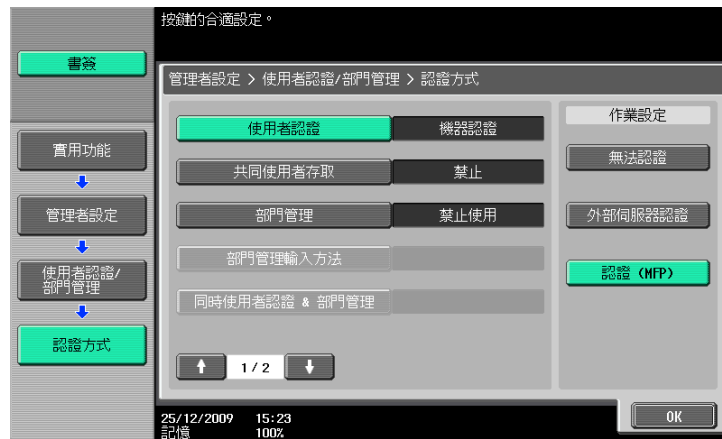 按鍵的合適設定。
書簽
管理者設定 > 使用者認證/部門管理 > 認證方式
使用者認證 機器認證
作業設定
實用功能
共同使用者存取 禁止
無法認證
管理者設定
部門管理 禁止使用
外部伺服器認證
使用者認證/
部門管理
部門管理輸入方法
認證 (MFP)
同時使用者認證 & 部門管理
認證方式
1/2
OK
25/12/2009 15:23
記憶 100%